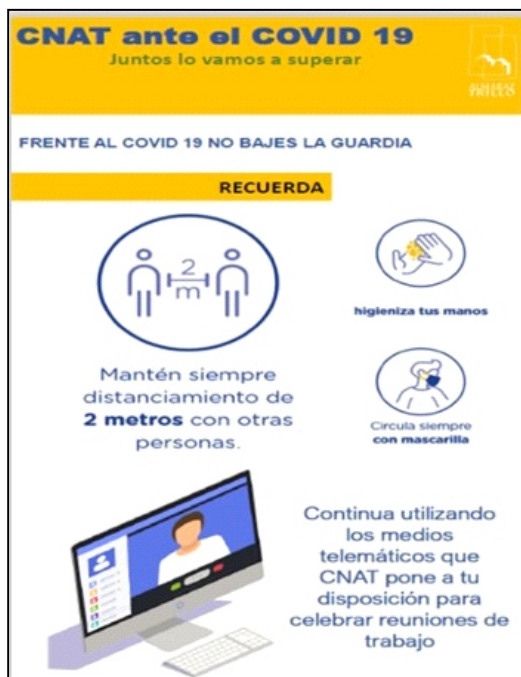 CNAT ante el COVID 19
Juntos lo vamos a superar
TRILLO
FRENTE AL COVID 19 NO BAJES LA GUARDIA
RECUERDA
2
m
Mantén siempre
distanciamiento de
2 metros con otras
personas.
higieniza tus manos
Circula siempre
con mascarilla
Continua utilizando
los medios
telemáticos que
CNAT pone a tu
disposición para
celebrar reuniones de
trabajo